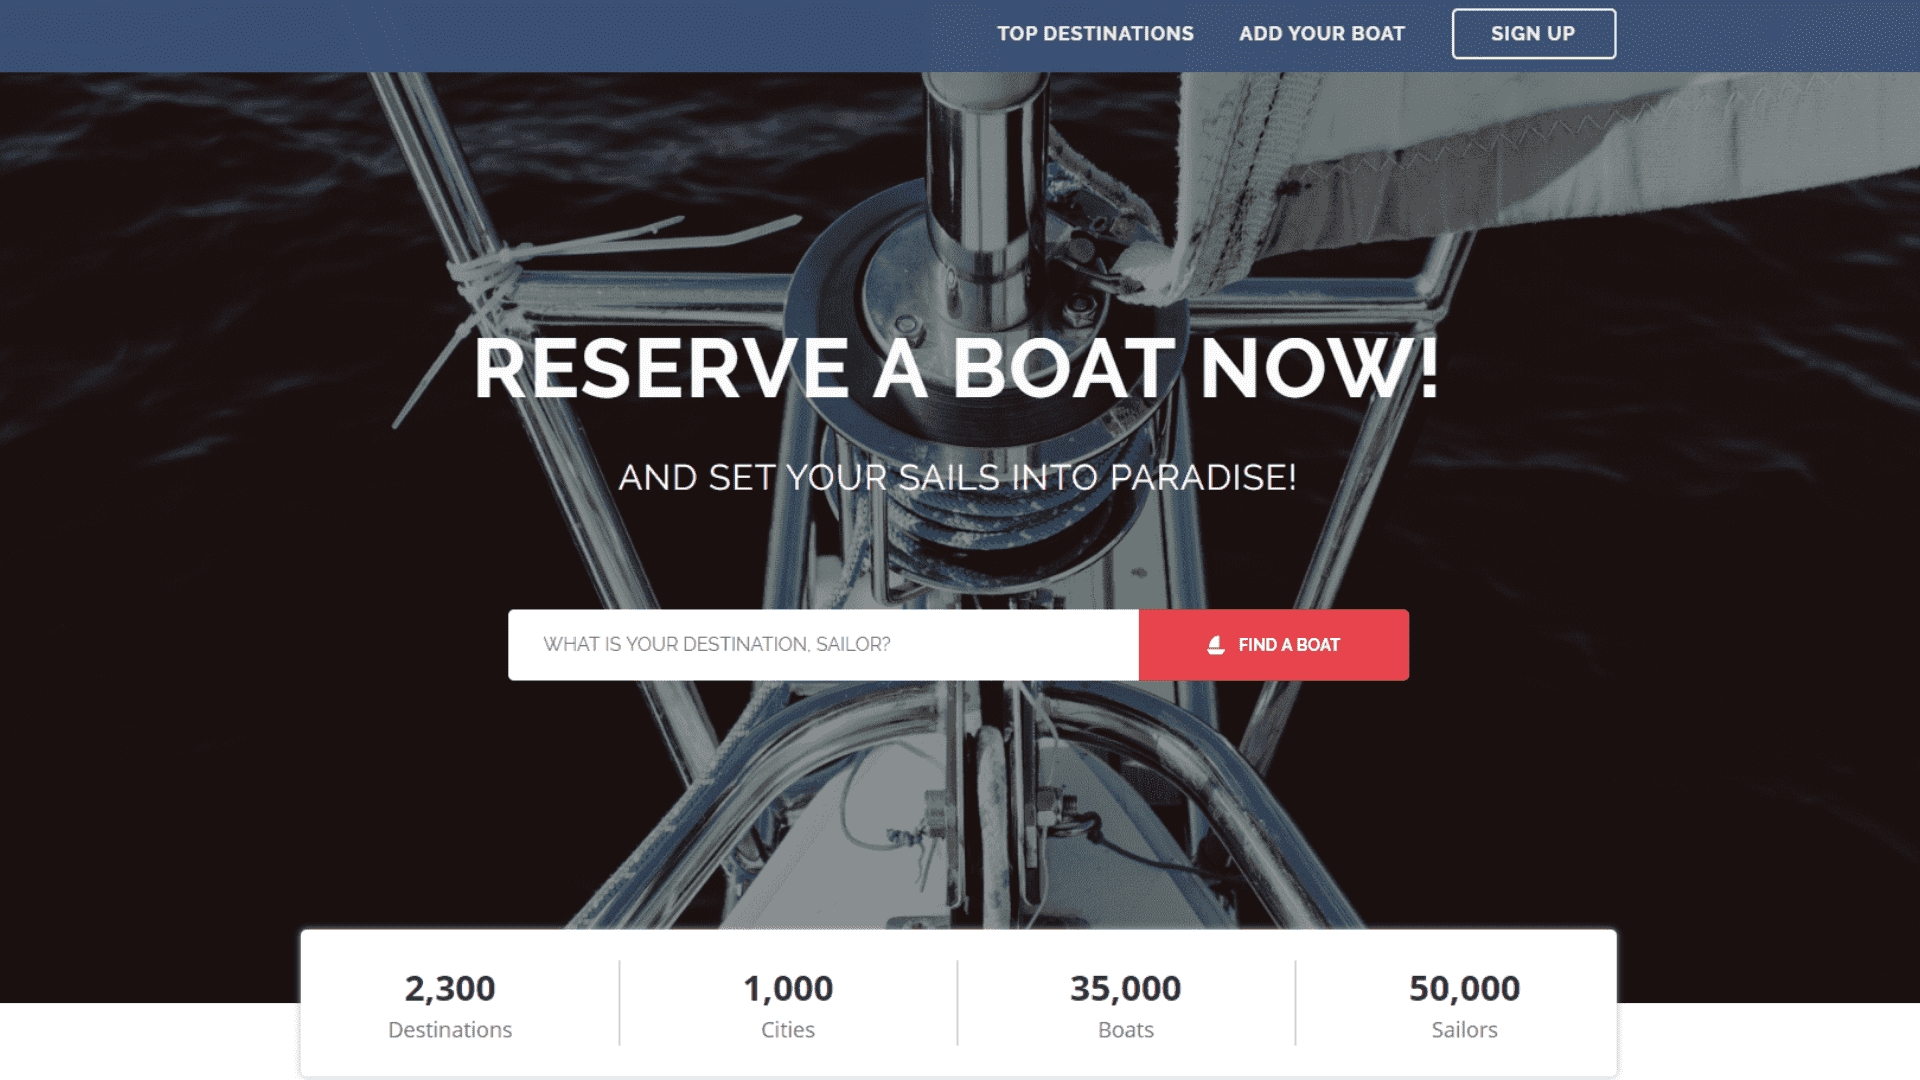 TOP DESTINATIONS ADD YOUR BOAT SIGN UP
RESERVE A BOAT NOW!
AND SET YOUR SAILS INTO PARADISE!
WHAT IS YOUR DESTINATION, SAILOR? FIND A BOAT
2,300 1,000 35,000 50,000
Destinations Cities Boats Sailors